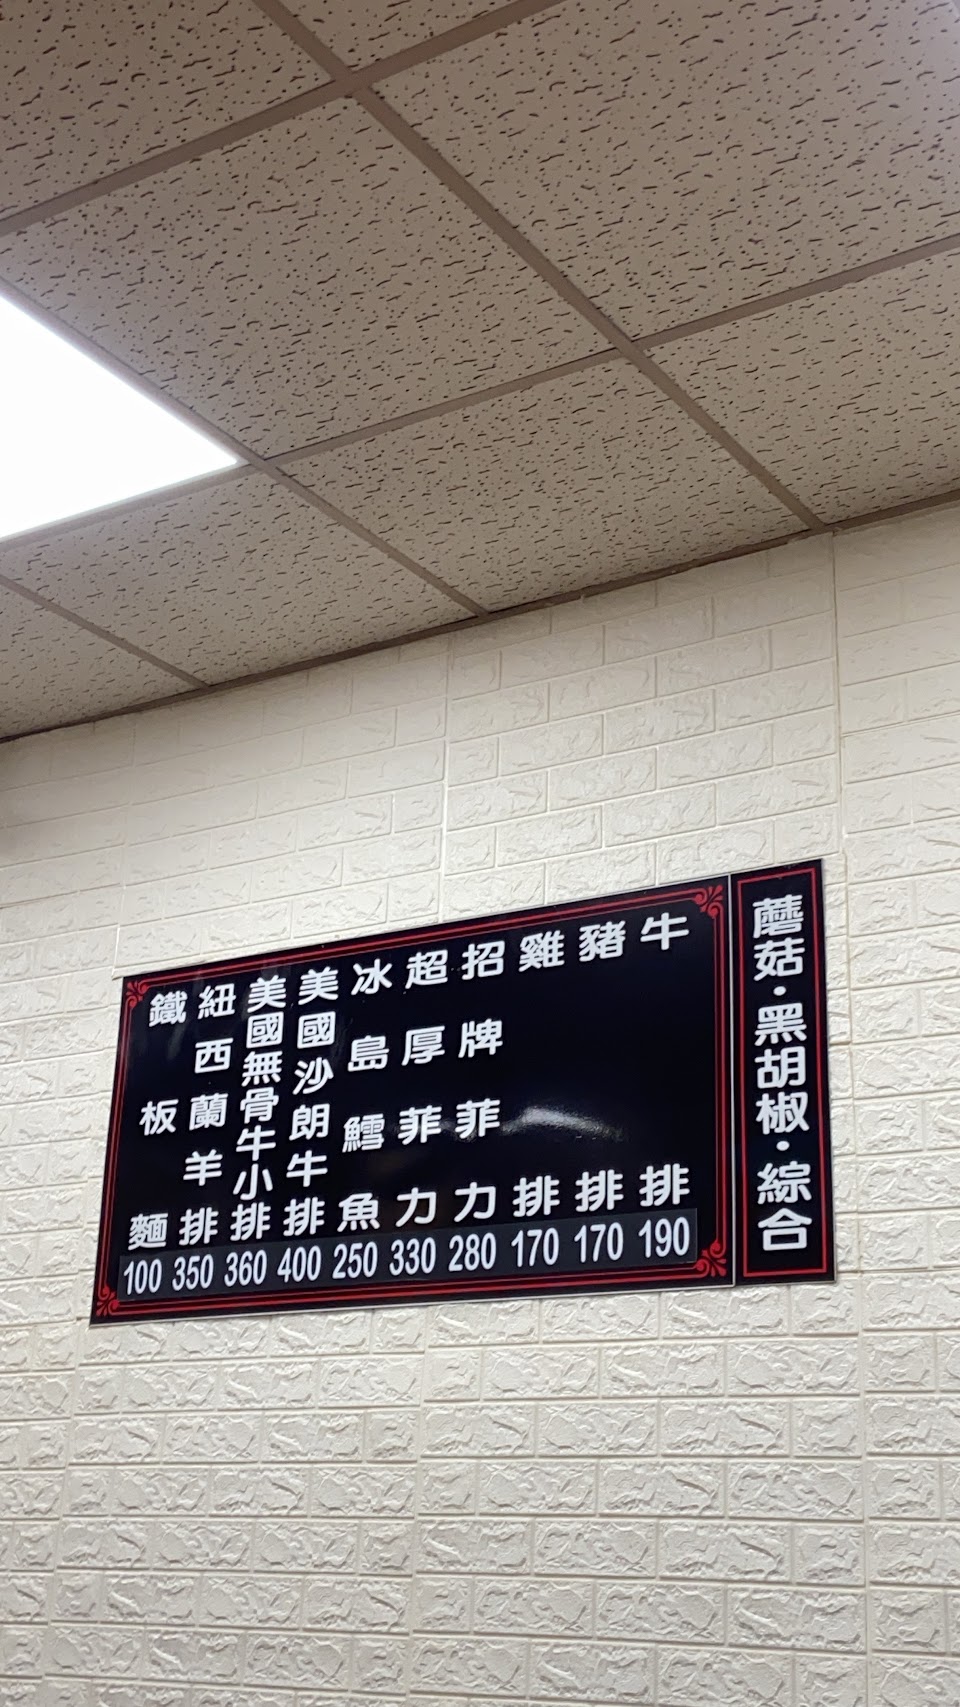 蘑菇·黑胡椒·綜合
牛排 190
豬排 170
雞排 170
招牌菲力 280
超厚菲力 330
冰島鱈魚 250
美國沙朗牛排 400
美國無骨牛小排 360
紐西蘭羊排 350
鐵板麵 100